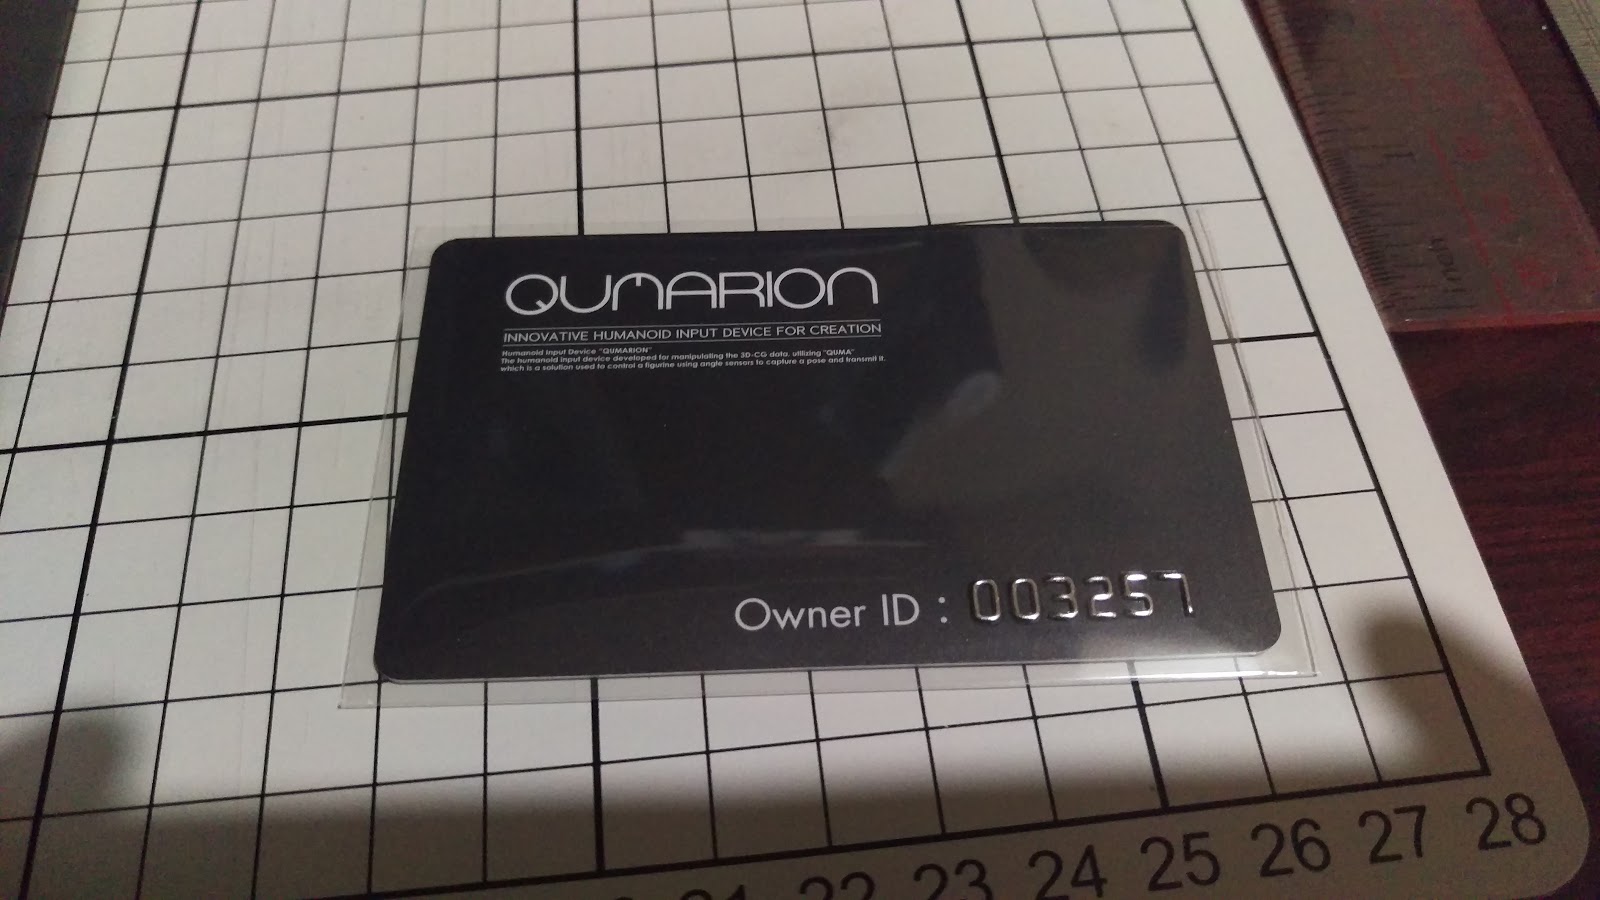 QUMARION
INNOVATIVE HUMANOID INPUT DEVICE FOR CREATION
Humanoid Input Device "QUMARION"
The humanoid input device developed for manipulating the 3D-CG data, utilizing "QUMA"
which is a solution used to control a figurine using angle sensors to capture a pose and transmit it.
Owner ID : 003257
22 23 24 25 26 27 28
inch